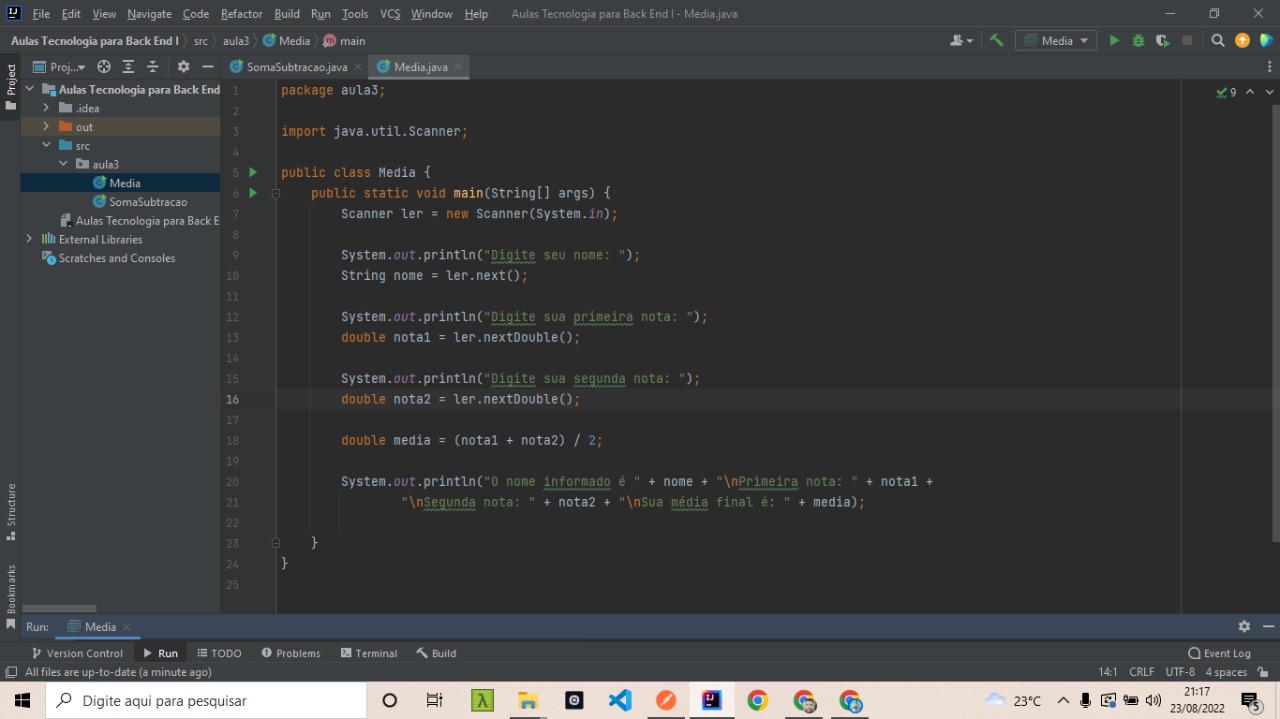 File Edit View Navigate Code Refactor Build Run Tools VCS Window Help Aulas Tecnologia para Back End I - Media.java
Aulas Tecnologia para Back End I src aula3 Media main Media
Project
Proj... SomaSubtracao.java Media.java
Aulas Tecnologia para Back End
.idea
out
src
aula3
Media
SomaSubtracao
Aulas Tecnologia para Back E
External Libraries
Scratches and Consoles
Structure
Bookmarks
9
1 package aula3;
2
3 import java.util.Scanner;
4
5 public class Media {
6 public static void main(String[] args) {
7 Scanner ler = new Scanner(System.in);
8
9 System.out.println("Digite seu nome: ");
10 String nome = ler.next();
11
12 System.out.println("Digite sua primeira nota: ");
13 double nota1 = ler.nextDouble();
14
15 System.out.println("Digite sua segunda nota: ");
16 double nota2 = ler.nextDouble();
17
18 double media = (nota1 + nota2) / 2;
19
20 System.out.println("O nome informado é " + nome + "\nPrimeira nota: " + nota1 +
21 "\nSegunda nota: " + nota2 + "\nSua média final é: " + media);
22
23 }
24 }
25
Run: Media
Version Control Run TODO Problems Terminal Build Event Log
All files are up-to-date (a minute ago) 14:1 CRLF UTF-8 4 spaces
Digite aqui para pesquisar 23°C 21:17
23/08/2022 5